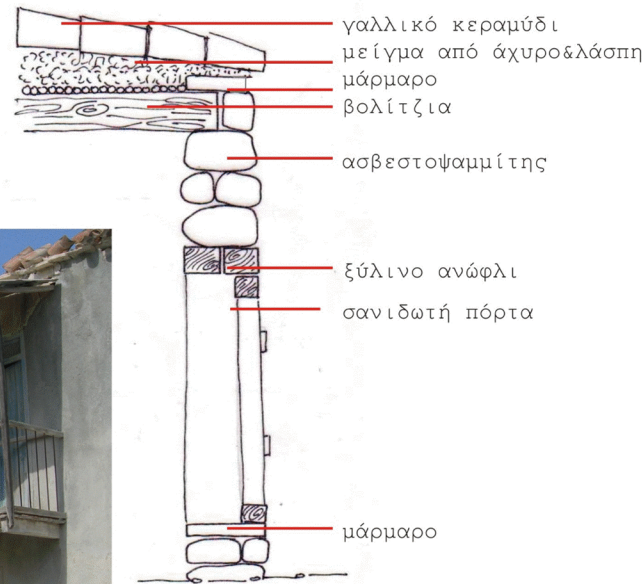 γαλλικό κεραμύδι
μείγμα από άχυρο&λάσπη
μάρμαρο
βολίτζια
ασβεστοψαμμίτης
ξύλινο ανώφλι
σανιδωτή πόρτα
μάρμαρο